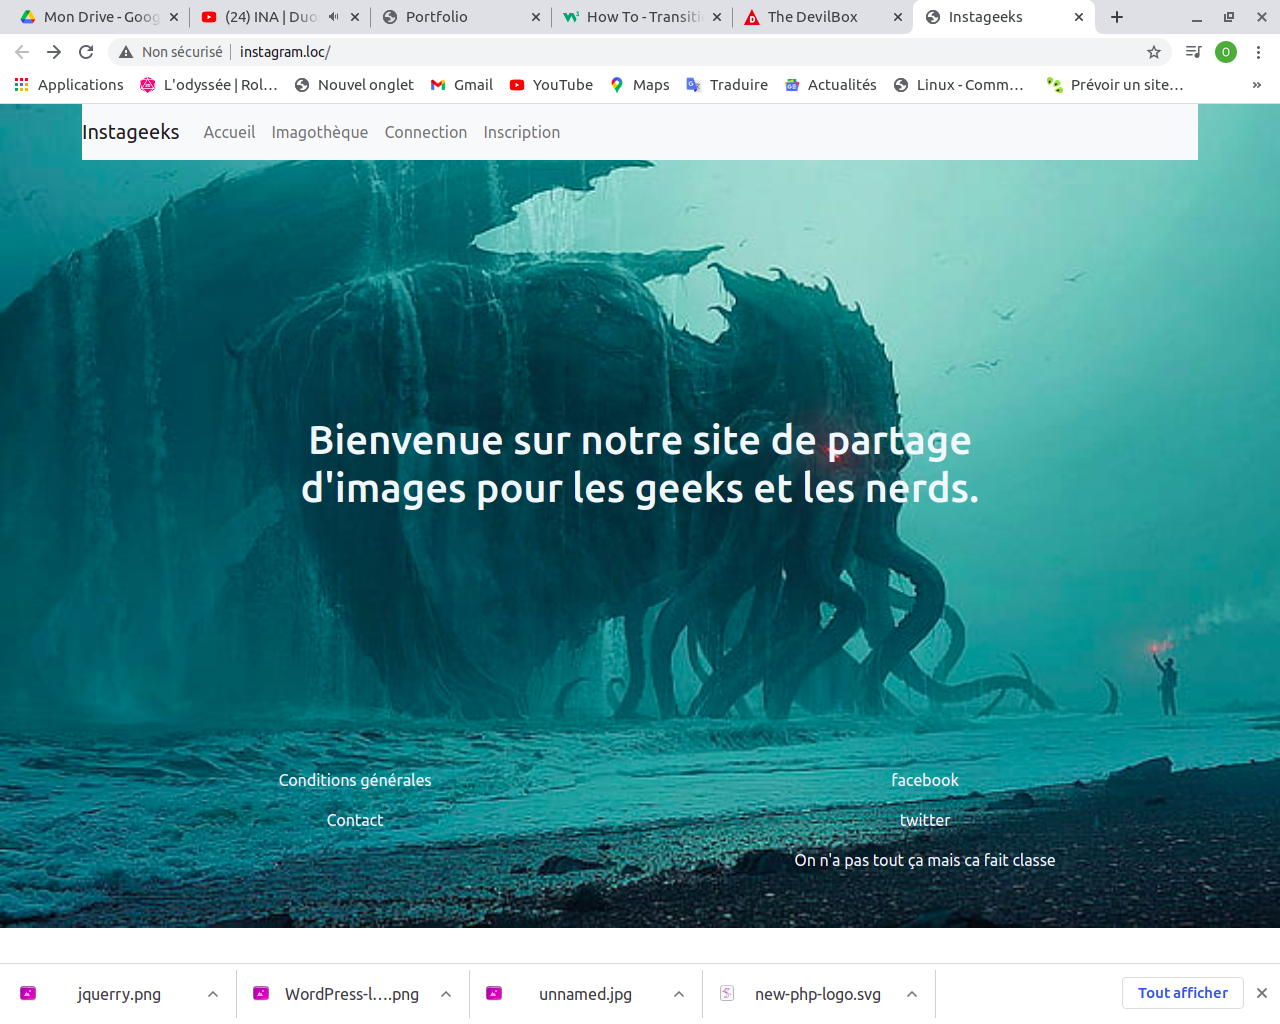 Mon Drive - Goog
(24) INA | Duo
Portfolio
How To - Transiti
The DevilBox
Instageeks
Non sécurisé
instagram.loc/
O
Applications
L'odyssée | Rol...
Nouvel onglet
Gmail
YouTube
Maps
Traduire
Actualités
Linux - Comm...
Prévoir un site...
»
Instageeks
Accueil
Imagothèque
Connection
Inscription
Bienvenue sur notre site de partage
d'images pour les geeks et les nerds.
Conditions générales
Contact
facebook
twitter
On n'a pas tout ça mais ca fait classe
jquerry.png
WordPress-l....png
unnamed.jpg
new-php-logo.svg
Tout afficher